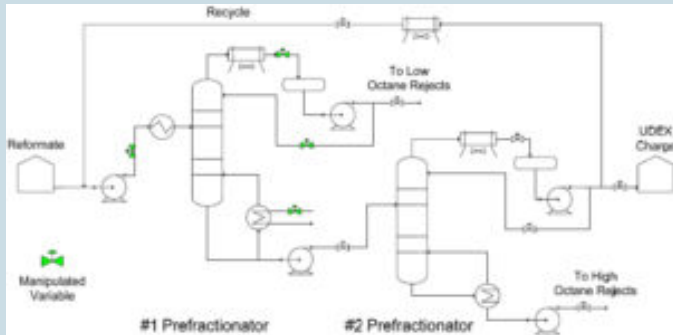 Recycle
To Low
Octane Rejects
Reformate
UDEX
Charge
Manipulated
Variable
To High
Octane Rejects
#1 Prefractionator
#2 Prefractionator